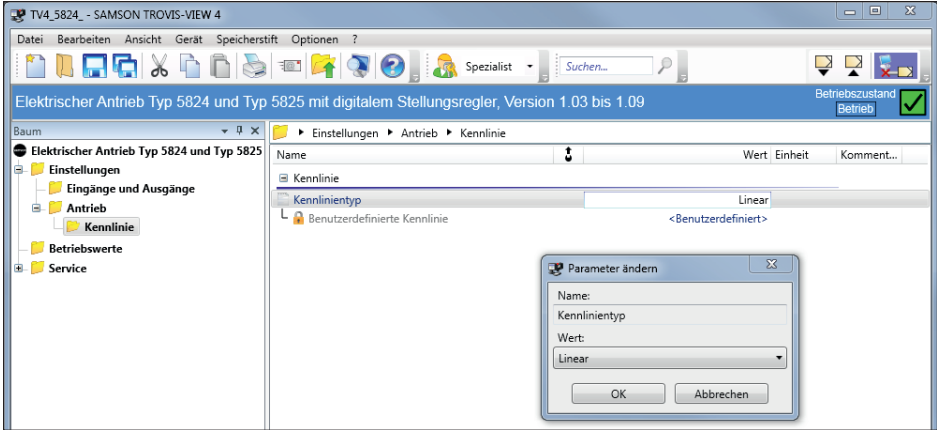 TV4_5824_ - SAMSON TROVIS-VIEW 4
Datei Bearbeiten Ansicht Gerät Speicherstift Optionen ?
Spezialist Suchen...
Elektrischer Antrieb Typ 5824 und Typ 5825 mit digitalem Stellungsregler, Version 1.03 bis 1.09
Betriebszustand
Betrieb
Baum
Elektrischer Antrieb Typ 5824 und Typ 5825
Einstellungen
Eingänge und Ausgänge
Antrieb
Kennlinie
Betriebswerte
Service
Einstellungen Antrieb Kennlinie
Name Wert Einheit Komment...
Kennlinie
Kennlinientyp Linear
Benutzerdefinierte Kennlinie <Benutzerdefiniert>
Parameter ändern
Name:
Kennlinientyp
Wert:
Linear
OK Abbrechen